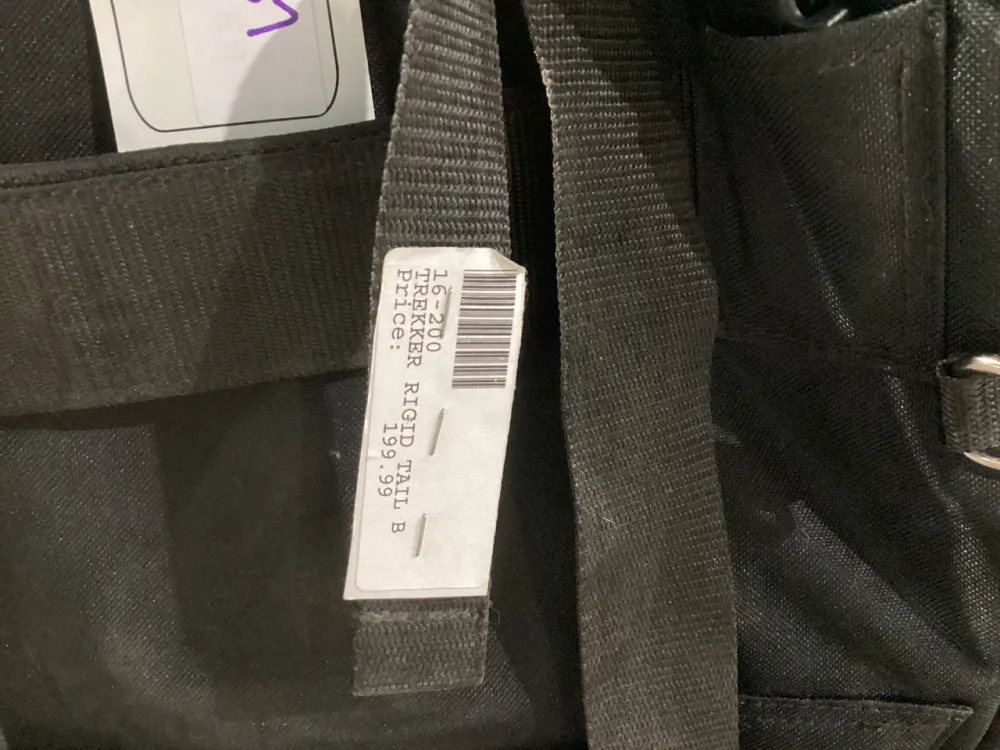 16-200
TREKKER RIGID TAIL B
Price: 199.99